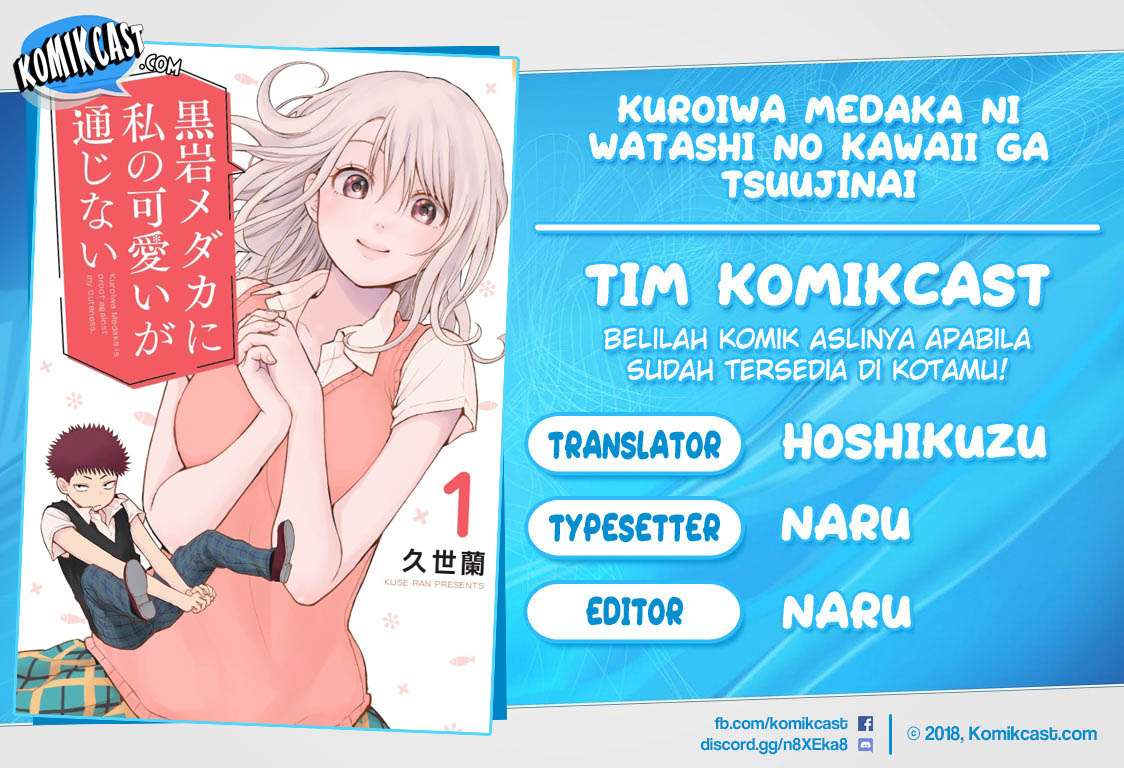 KOMIKCAST
.COM
黒岩メダカに
私の可愛いが
通じない
Kuroiwa Medaka is
proof against
my cuteness.
1
久世蘭
KUSE RAN PRESENTS
KUROIWA MEDAKA NI
WATASHI NO KAWAII GA
TSUUJINAI
TIM KOMIKCAST
BELILAH KOMIK ASLINYA APABILA
SUDAH TERSEDIA DI KOTAMU!
TRANSLATOR HOSHIKUZU
TYPESETTER NARU
EDITOR NARU
fb.com/komikcast
discord.gg/n8XEka8
© 2018, Komikcast.com